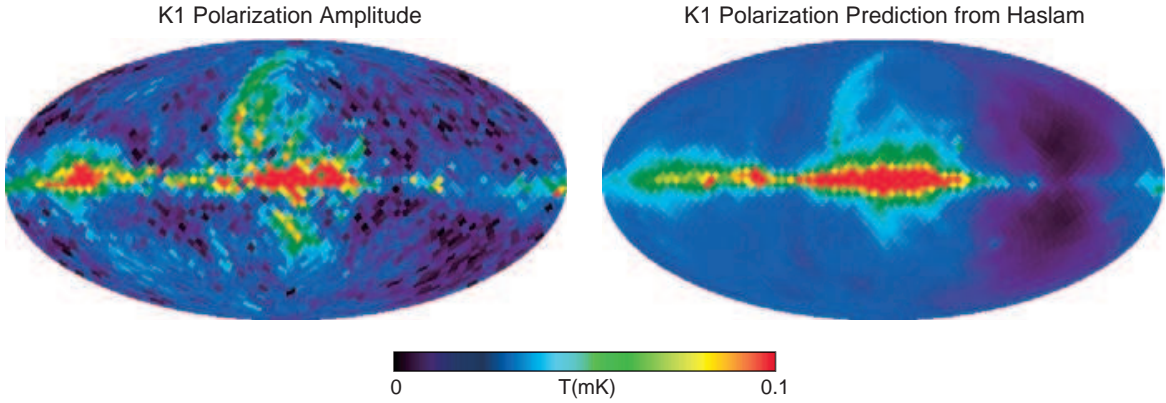 K1 Polarization Amplitude
K1 Polarization Prediction from Haslam
0 T(mK) 0.1